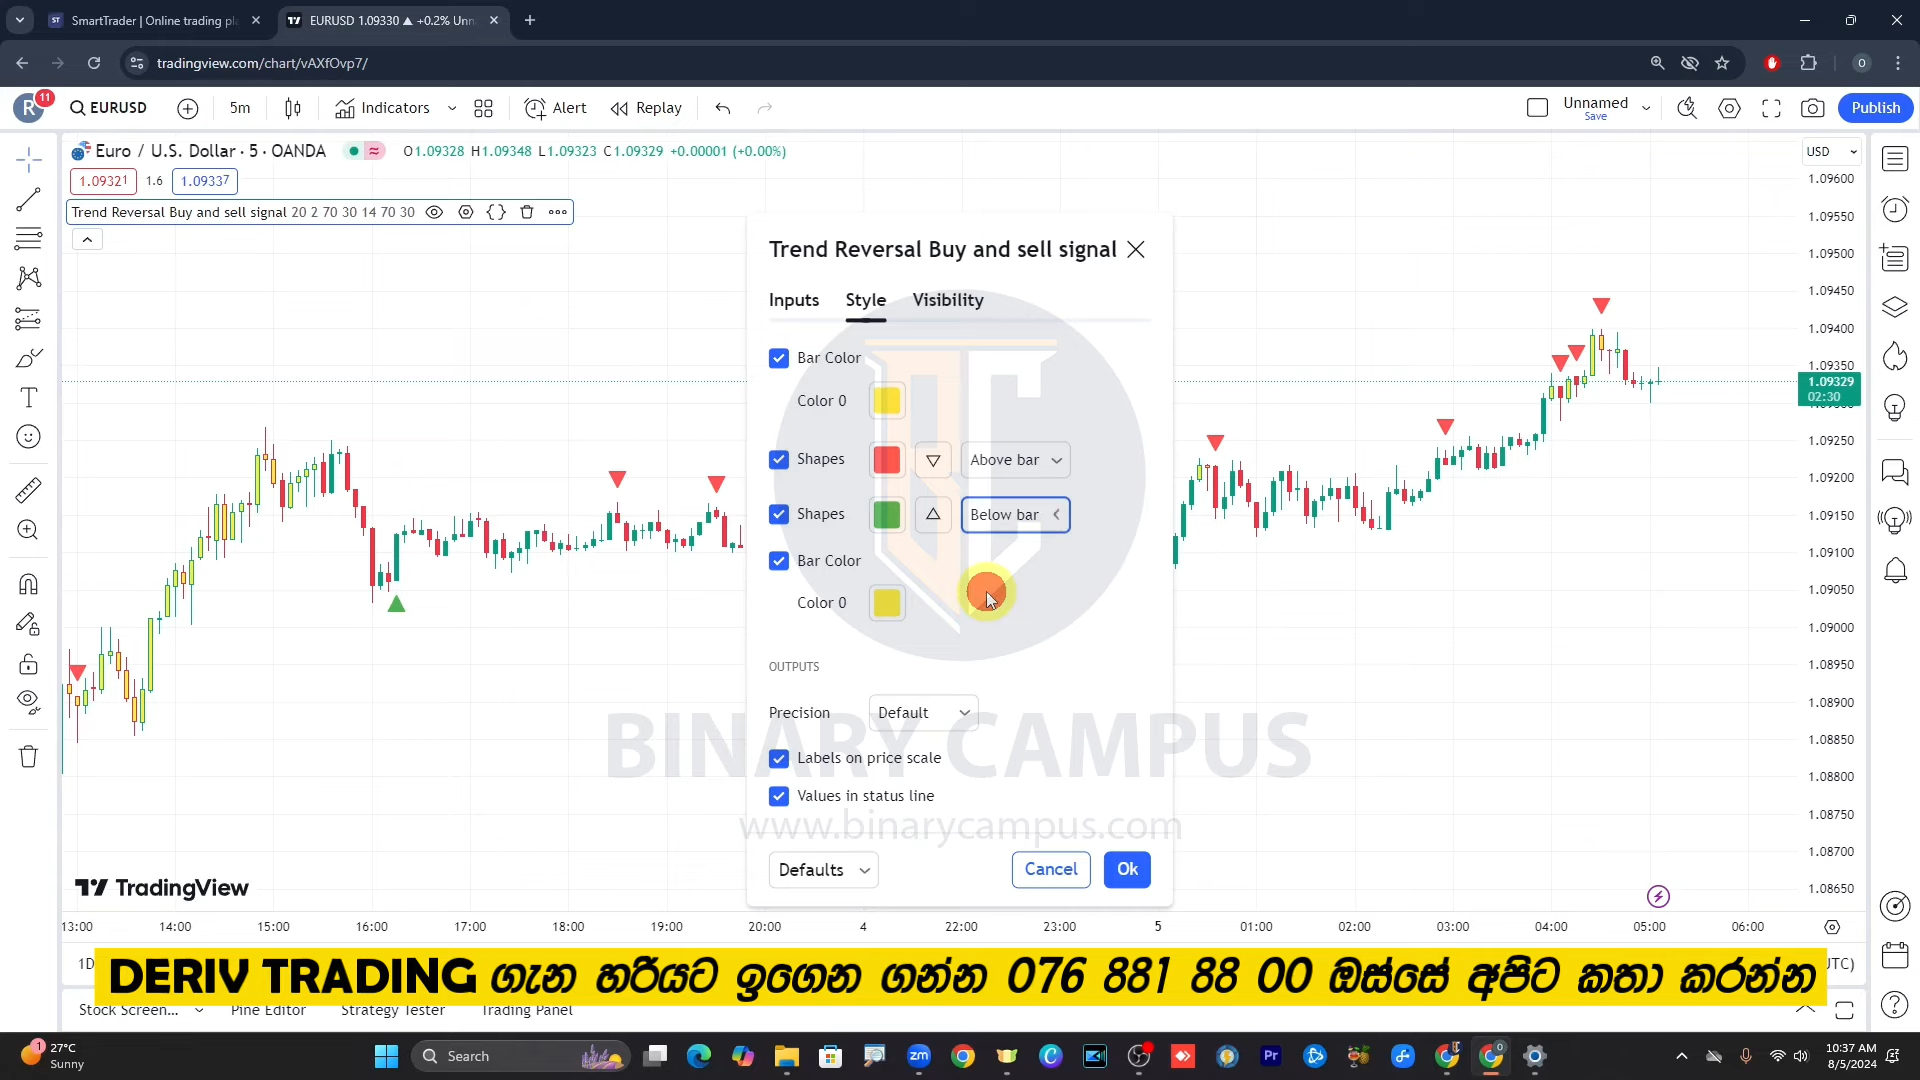 SmartTrader | Online trading pl
EURUSD 1.09330 ▲ +0.2% Unn
tradingview.com/chart/vAXfOvp7/
O
R
11
EURUSD
5m
Indicators
Alert
Replay
Unnamed
Save
Publish
Euro / U.S. Dollar · 5 · OANDA
O1.09328 H1.09348 L1.09323 C1.09329 +0.00001 (+0.00%)
USD
1.09321
1.6
1.09337
Trend Reversal Buy and sell signal 20 2 70 30 14 70 30
Trend Reversal Buy and sell signal
Inputs
Style
Visibility
Bar Color
Color 0
Shapes
Above bar
Shapes
Below bar
Bar Color
Color 0
OUTPUTS
Precision
Default
Labels on price scale
Values in status line
Defaults
Cancel
Ok
BINARY CAMPUS
www.binarycampus.com
1.09600
1.09550
1.09500
1.09450
1.09400
1.09350
1.09329
02:30
1.09250
1.09200
1.09150
1.09100
1.09050
1.09000
1.08950
1.08900
1.08850
1.08800
1.08750
1.08700
1.08650
TradingView
13:00
14:00
15:00
16:00
17:00
18:00
19:00
20:00
4
22:00
23:00
5
01:00
02:00
03:00
04:00
05:00
06:00
1D
UTC)
DERIV TRADING ගැන හරියට ඉගෙන ගන්න 076 881 88 00 ඔස්සේ අපිට කතා කරන්න
Stock Screen...
Pine Editor
Strategy Tester
Trading Panel
1
27°C
Sunny
Search
zm
Pr
10:37 AM
8/5/2024